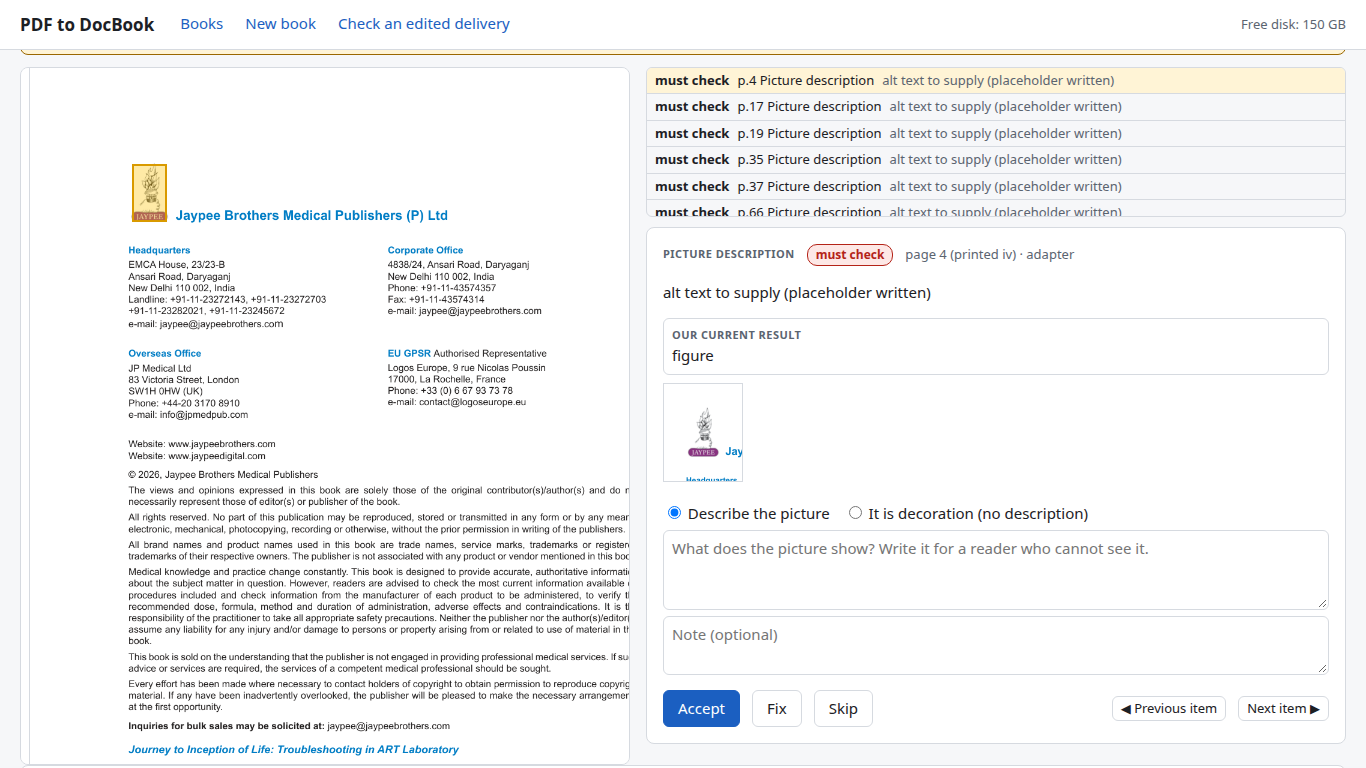 PDF to DocBook
Books
New book
Check an edited delivery
Free disk: 150 GB
JAYPEE
Jaypee Brothers Medical Publishers (P) Ltd
Headquarters
EMCA House, 23/23-B
Ansari Road, Daryaganj
New Delhi 110 002, India
Landline: +91-11-23272143, +91-11-23272703
+91-11-23282021, +91-11-23245672
e-mail: jaypee@jaypeebrothers.com
Corporate Office
4838/24, Ansari Road, Daryaganj
New Delhi 110 002, India
Phone: +91-11-43574357
Fax: +91-11-43574314
e-mail: jaypee@jaypeebrothers.com
Overseas Office
JP Medical Ltd
83 Victoria Street, London
SW1H 0HW (UK)
Phone: +44-20 3170 8910
e-mail: info@jpmedpub.com
EU GPSR Authorised Representative
Logos Europe, 9 rue Nicolas Poussin
17000, La Rochelle, France
Phone: +33 (0) 6 67 93 73 78
e-mail: contact@logoseurope.eu
Website: www.jaypeebrothers.com
Website: www.jaypeedigital.com
© 2026, Jaypee Brothers Medical Publishers
The views and opinions expressed in this book are solely those of the original contributor(s)/author(s) and do n
necessarily represent those of editor(s) or publisher of the book.
All rights reserved. No part of this publication may be reproduced, stored or transmitted in any form or by any mean
electronic, mechanical, photocopying, recording or otherwise, without the prior permission in writing of the publishers.
All brand names and product names used in this book are trade names, service marks, trademarks or registere
trademarks of their respective owners. The publisher is not associated with any product or vendor mentioned in this boo
Medical knowledge and practice change constantly. This book is designed to provide accurate, authoritative informati
about the subject matter in question. However, readers are advised to check the most current information available
procedures included and check information from the manufacturer of each product to be administered, to verify t
recommended dose, formula, method and duration of administration, adverse effects and contraindications. It is t
responsibility of the practitioner to take all appropriate safety precautions. Neither the publisher nor the author(s)/editor(
assume any liability for any injury and/or damage to persons or property arising from or related to use of material in th
book.
This book is sold on the understanding that the publisher is not engaged in providing professional medical services. If su
advice or services are required, the services of a competent medical professional should be sought.
Every effort has been made where necessary to contact holders of copyright to obtain permission to reproduce copyrig
material. If any have been inadvertently overlooked, the publisher will be pleased to make the necessary arrangemen
at the first opportunity.
Inquiries for bulk sales may be solicited at: jaypee@jaypeebrothers.com
Journey to Inception of Life: Troubleshooting in ART Laboratory
must check p.4 Picture description alt text to supply (placeholder written)
must check p.17 Picture description alt text to supply (placeholder written)
must check p.19 Picture description alt text to supply (placeholder written)
must check p.35 Picture description alt text to supply (placeholder written)
must check p.37 Picture description alt text to supply (placeholder written)
must check p.66 Picture description alt text to supply (placeholder written)
PICTURE DESCRIPTION must check page 4 (printed iv) · adapter
alt text to supply (placeholder written)
OUR CURRENT RESULT
figure
JAYPEE
Jay
Headquarters
Describe the picture
It is decoration (no description)
What does the picture show? Write it for a reader who cannot see it.
Note (optional)
Accept
Fix
Skip
◀ Previous item
Next item ▶